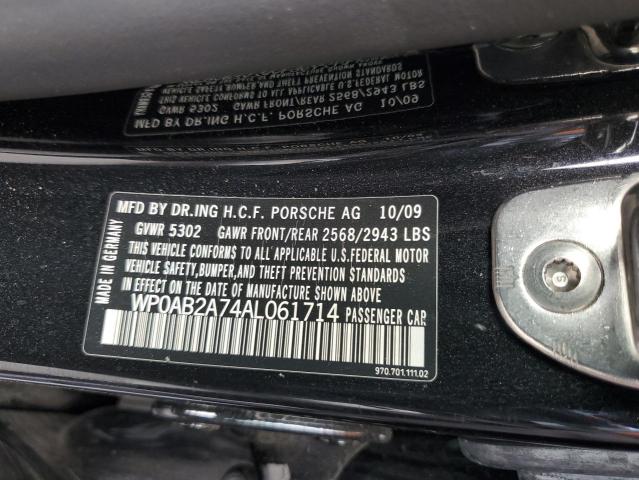 MFD BY DR.ING H.C.F. PORSCHE AG 10/09
GVWR 5302 GAWR FRONT/REAR 2568/2943 LBS
THIS VEHICLE CONFORMS TO ALL APPLICABLE U.S.FEDERAL MOTOR
VEHICLE SAFETY,BUMPER,AND THEFT PREVENTION STANDARDS
IN EFFECT ON THE DATE OF MANUFACTURE SHOWN ABOVE
WP0AB2A74AL061714 PASSENGER CAR
MADE IN GERMANY
970.701.111.02